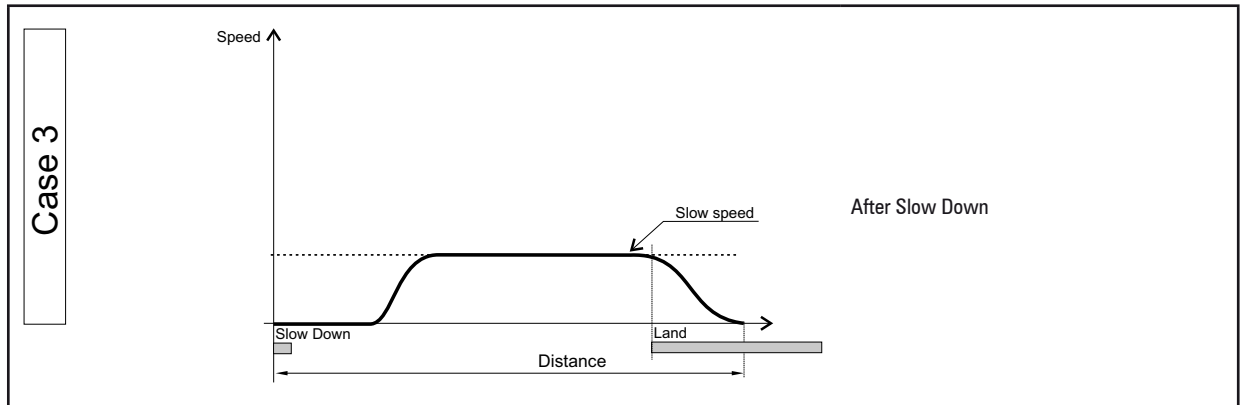 Case 3
Speed
Slow speed
After Slow Down
Slow Down
Land
Distance